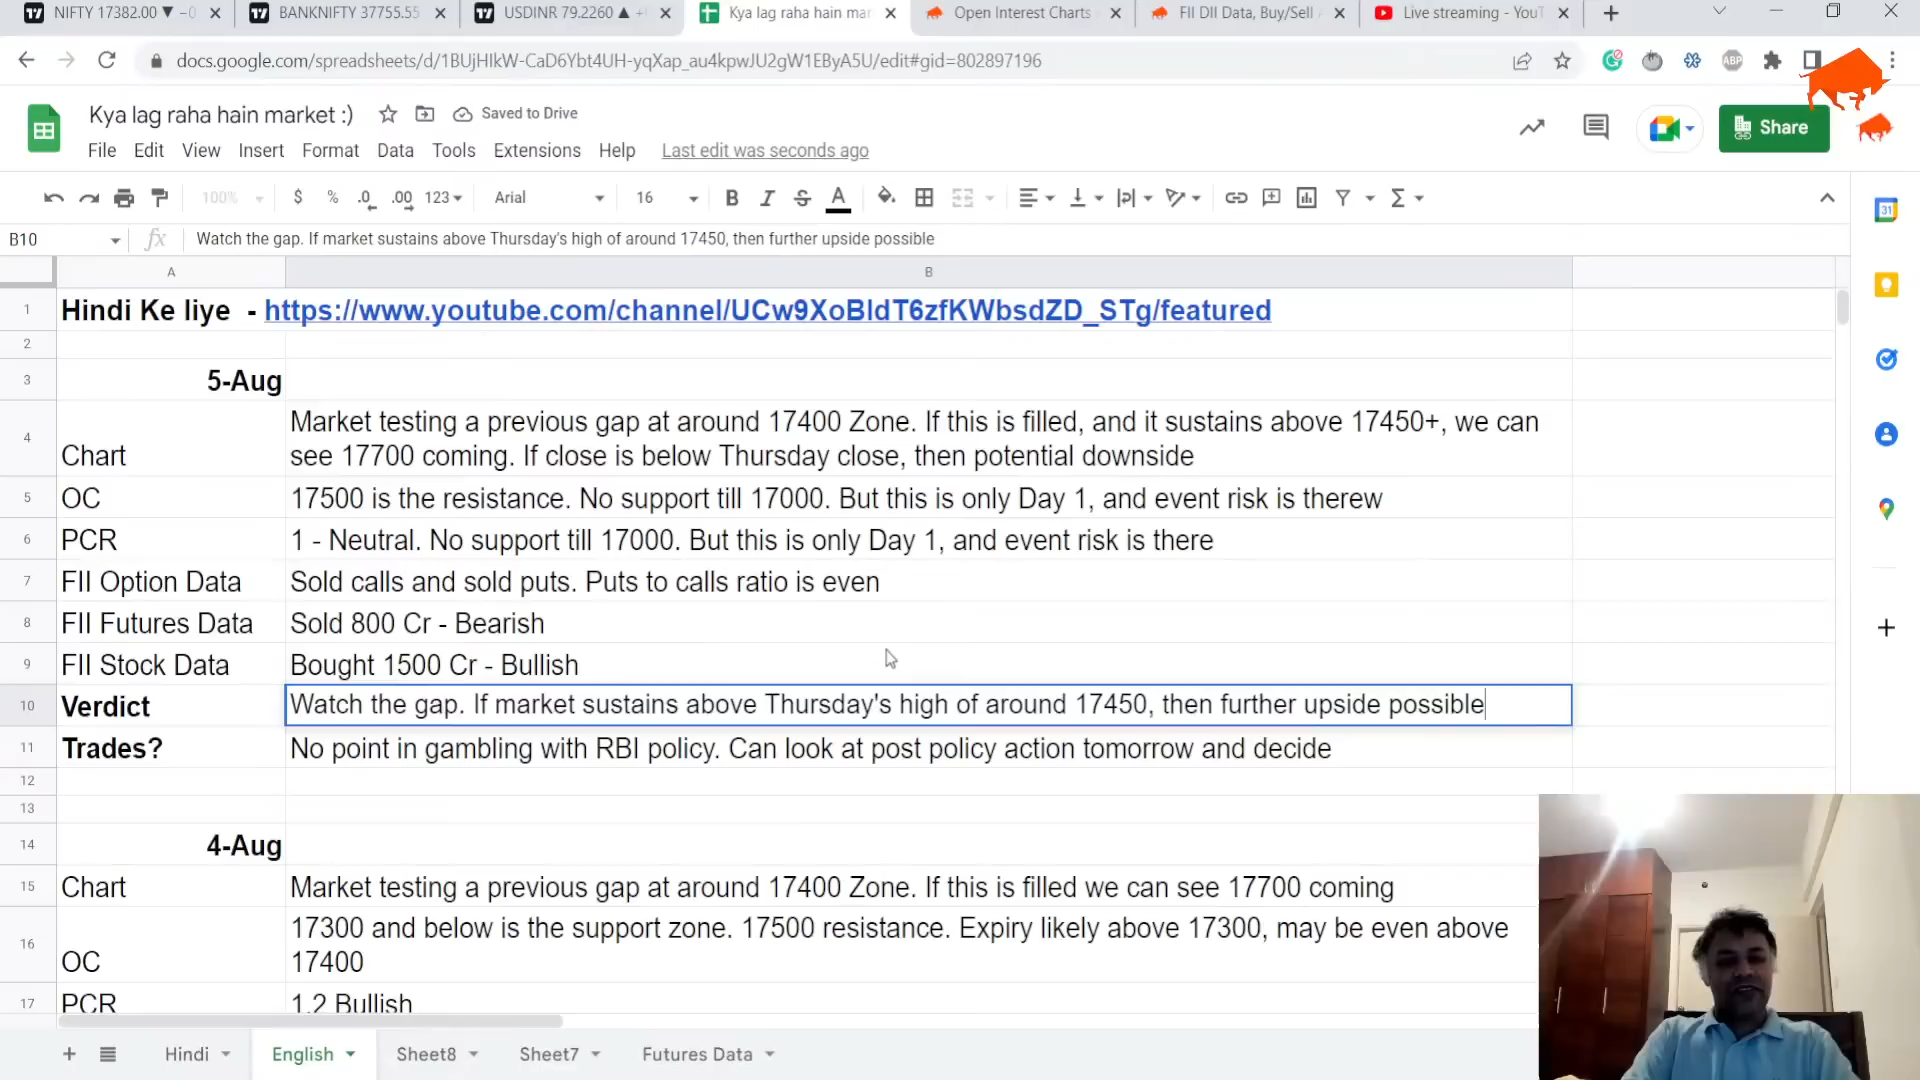 NIFTY 17382.00 ▼ −0
BANKNIFTY 37755.55
USDINR 79.2260 ▲
Kya lag raha hain mar
Open Interest Charts
FII DII Data, Buy/Sell
Live streaming - YouT
docs.google.com/spreadsheets/d/1BUjHIkW-CaD6Ybt4UH-yqXap_au4kpwJU2gW1EByA5U/edit#gid=802897196
ABP
Kya lag raha hain market :)
Saved to Drive
File Edit View Insert Format Data Tools Extensions Help Last edit was seconds ago
Share
100% $ % .0 .00 123 Arial 16 B I S A Σ
31
B10 fx Watch the gap. If market sustains above Thursday's high of around 17450, then further upside possible
A B
1 Hindi Ke liye - https://www.youtube.com/channel/UCw9XoBldT6zfKWbsdZD_STg/featured
2
3 5-Aug
Market testing a previous gap at around 17400 Zone. If this is filled, and it sustains above 17450+, we can
4 Chart see 17700 coming. If close is below Thursday close, then potential downside
5 OC 17500 is the resistance. No support till 17000. But this is only Day 1, and event risk is therew
6 PCR 1 - Neutral. No support till 17000. But this is only Day 1, and event risk is there
7 FII Option Data Sold calls and sold puts. Puts to calls ratio is even
8 FII Futures Data Sold 800 Cr - Bearish
9 FII Stock Data Bought 1500 Cr - Bullish
10 Verdict Watch the gap. If market sustains above Thursday's high of around 17450, then further upside possible
11 Trades? No point in gambling with RBI policy. Can look at post policy action tomorrow and decide
12
13
14 4-Aug
15 Chart Market testing a previous gap at around 17400 Zone. If this is filled we can see 17700 coming
17300 and below is the support zone. 17500 resistance. Expiry likely above 17300, may be even above
16 OC 17400
17 PCR 1.2 Bullish
Hindi English Sheet8 Sheet7 Futures Data